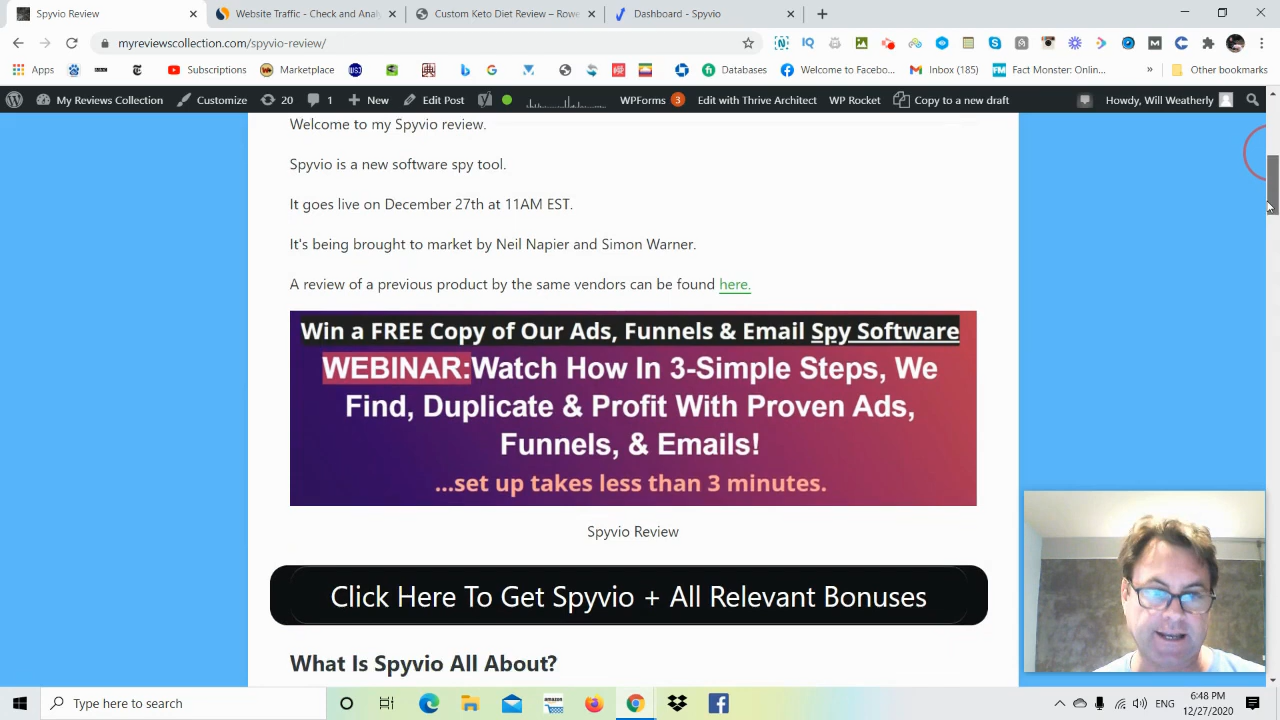 Spyvio Review
Website Traffic - Check and Analy
Custom Keto Diet Review – Rowe
Dashboard - Spyvio
myreviewscollection.com/spyvio-review/
Apps
Subscriptions
Marketplace
Databases
Welcome to Facebo...
Inbox (185)
Fact Monster: Onlin...
»
Other bookmarks
My Reviews Collection
Customize
20
1
New
Edit Post
WPForms 3
Edit with Thrive Architect
WP Rocket
Copy to a new draft
Howdy, Will Weatherly
Welcome to my Spyvio review.
Spyvio is a new software spy tool.
It goes live on December 27th at 11AM EST.
It's being brought to market by Neil Napier and Simon Warner.
A review of a previous product by the same vendors can be found here.
Win a FREE Copy of Our Ads, Funnels & Email Spy Software
WEBINAR:Watch How In 3-Simple Steps, We
Find, Duplicate & Profit With Proven Ads,
Funnels, & Emails!
...set up takes less than 3 minutes.
Spyvio Review
Click Here To Get Spyvio + All Relevant Bonuses
What Is Spyvio All About?
Type here to search
ENG
6:48 PM
12/27/2020